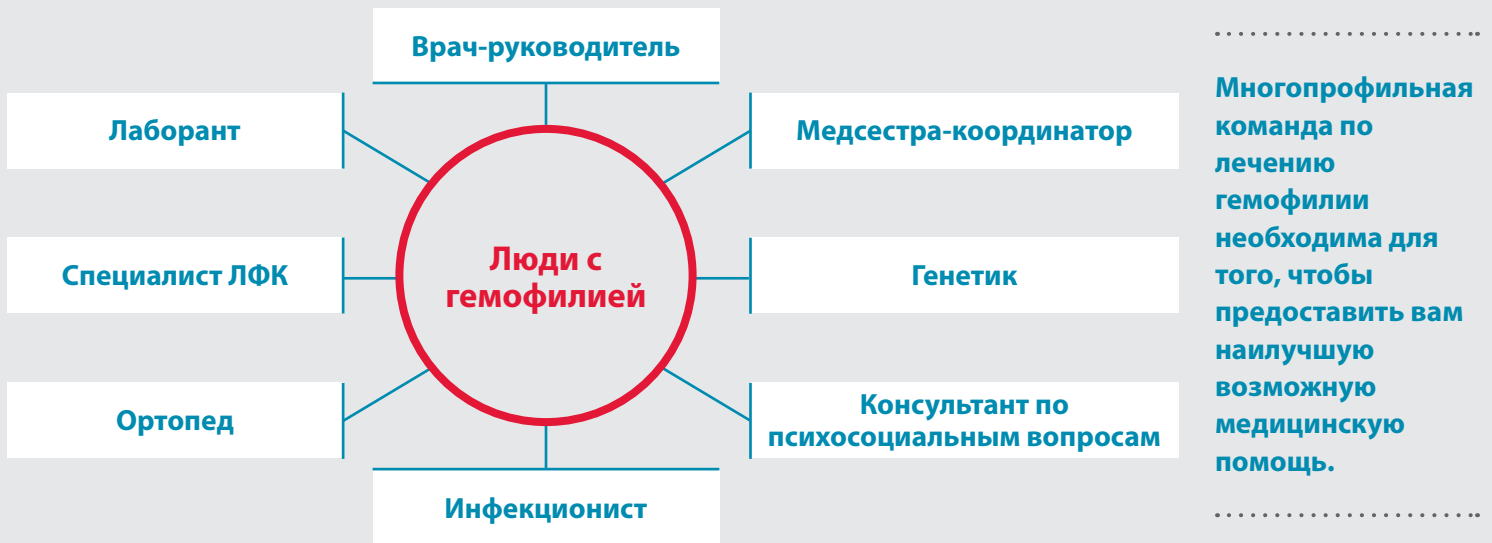 Врач-руководитель
Лаборант
Медсестра-координатор
Специалист ЛФК
Люди с
гемофилией
Генетик
Ортопед
Консультант по
психосоциальным вопросам
Инфекционист
Многопрофильная
команда по
лечению
гемофилии
необходима для
того, чтобы
предоставить вам
наилучшую
возможную
медицинскую
помощь.